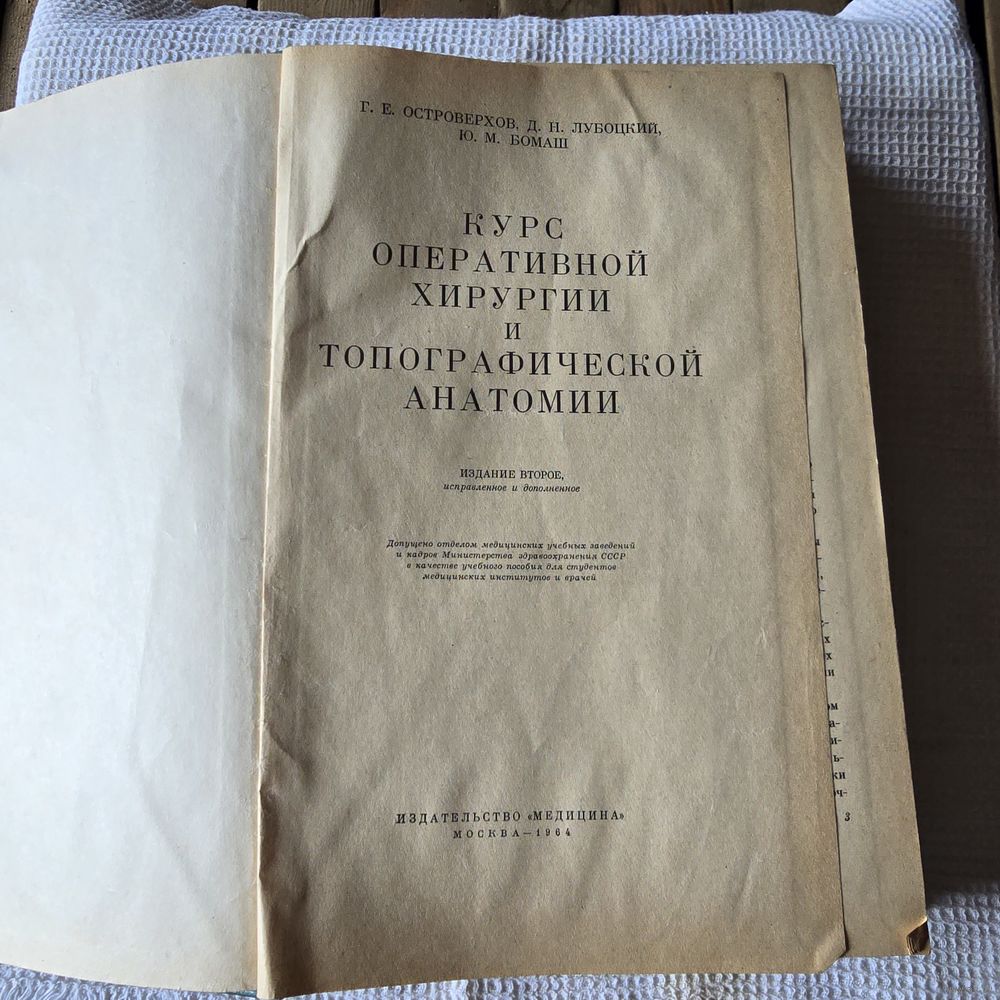 Г. Е. ОСТРОВЕРХОВ, Д. Н. ЛУБОЦКИЙ,
Ю. М. БОМАШ
КУРС
ОПЕРАТИВНОЙ
ХИРУРГИИ
И
ТОПОГРАФИЧЕСКОЙ
АНАТОМИИ
ИЗДАНИЕ ВТОРОЕ,
исправленное и дополненное
Допущено отделом медицинских учебных заведений
и кадров Министерства здравоохранения СССР
в качестве учебного пособия для студентов
медицинских институтов и врачей
ИЗДАТЕЛЬСТВО «МЕДИЦИНА»
МОСКВА—1964
3